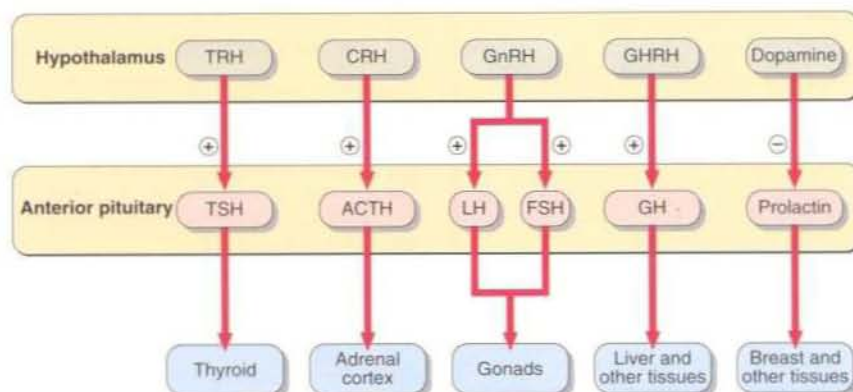 Hypothalamus TRH CRH GnRH GHRH Dopamine
+ + + + + −
Anterior pituitary TSH ACTH LH FSH GH Prolactin
Thyroid Adrenal cortex Gonads Liver and other tissues Breast and other tissues